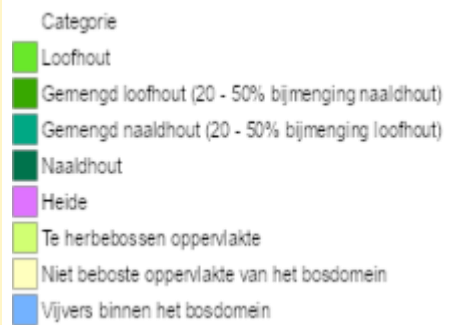 Categorie
Loofhout
Gemengd loofhout (20 - 50% bijmenging naaldhout)
Gemengd naaldhout (20 - 50% bijmenging loofhout)
Naaldhout
Heide
Te herbebossen oppervlakte
Niet beboste oppervlakte van het bosdomein
Vijvers binnen het bosdomein